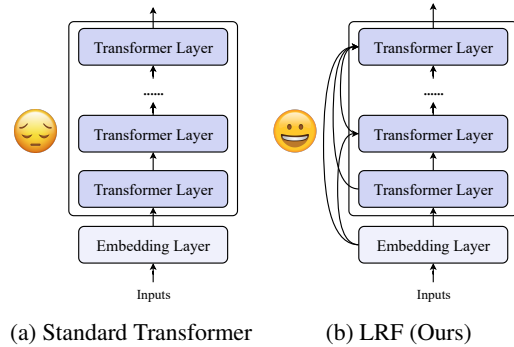 Transformer Layer
......
Transformer Layer
Transformer Layer
Embedding Layer
Inputs
(a) Standard Transformer
Transformer Layer
......
Transformer Layer
Transformer Layer
Embedding Layer
Inputs
(b) LRF (Ours)